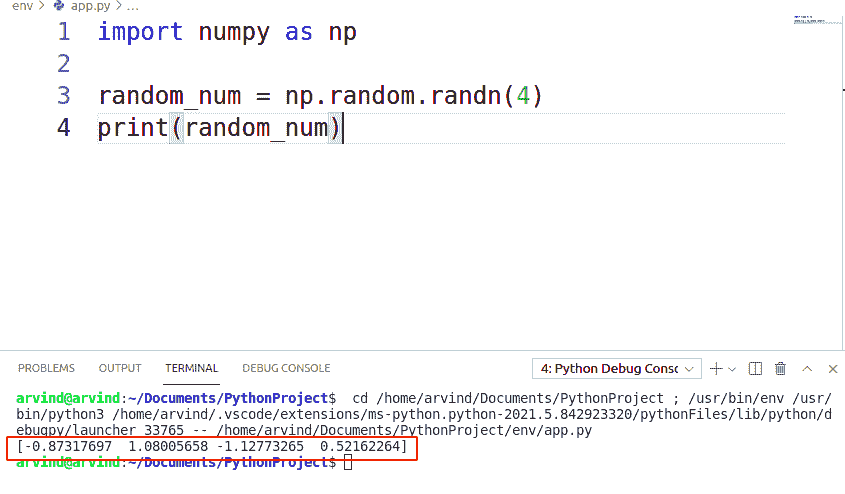 env > app.py > ...
1 import numpy as np
2
3 random_num = np.random.randn(4)
4 print(random_num)
PROBLEMS OUTPUT TERMINAL DEBUG CONSOLE 4: Python Debug Consc
arvind@arvind:~/Documents/PythonProject$  cd /home/arvind/Documents/PythonProject ; /usr/bin/env /usr/
bin/python3 /home/arvind/.vscode/extensions/ms-python.python-2021.5.842923320/pythonFiles/lib/python/d
ebugpy/launcher 33765 -- /home/arvind/Documents/PythonProject/env/app.py
[-0.87317697  1.08005658 -1.12773265  0.52162264]
arvind@arvind:~/Documents/PythonProject$